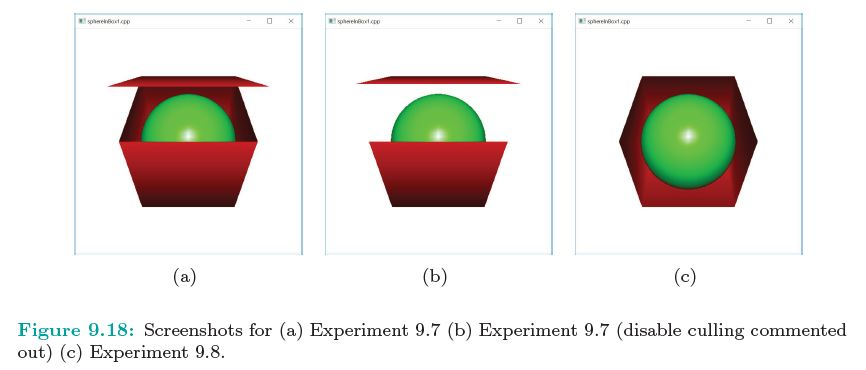 sphereInBox1.cpp
sphereInBox1.cpp
sphereInBox1.cpp
(a)
(b)
(c)
Figure 9.18: Screenshots for (a) Experiment 9.7 (b) Experiment 9.7 (disable culling commented
out) (c) Experiment 9.8.